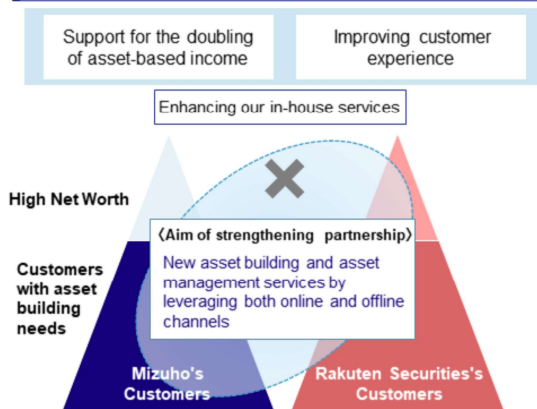 Support for the doubling
of asset-based income
Improving customer
experience
Enhancing our in-house services
High Net Worth
〈Aim of strengthening partnership〉
New asset building and asset
management services by
leveraging both online and offline
channels
Customers
with asset
building
needs
Mizuho's
Customers
Rakuten Securities's
Customers